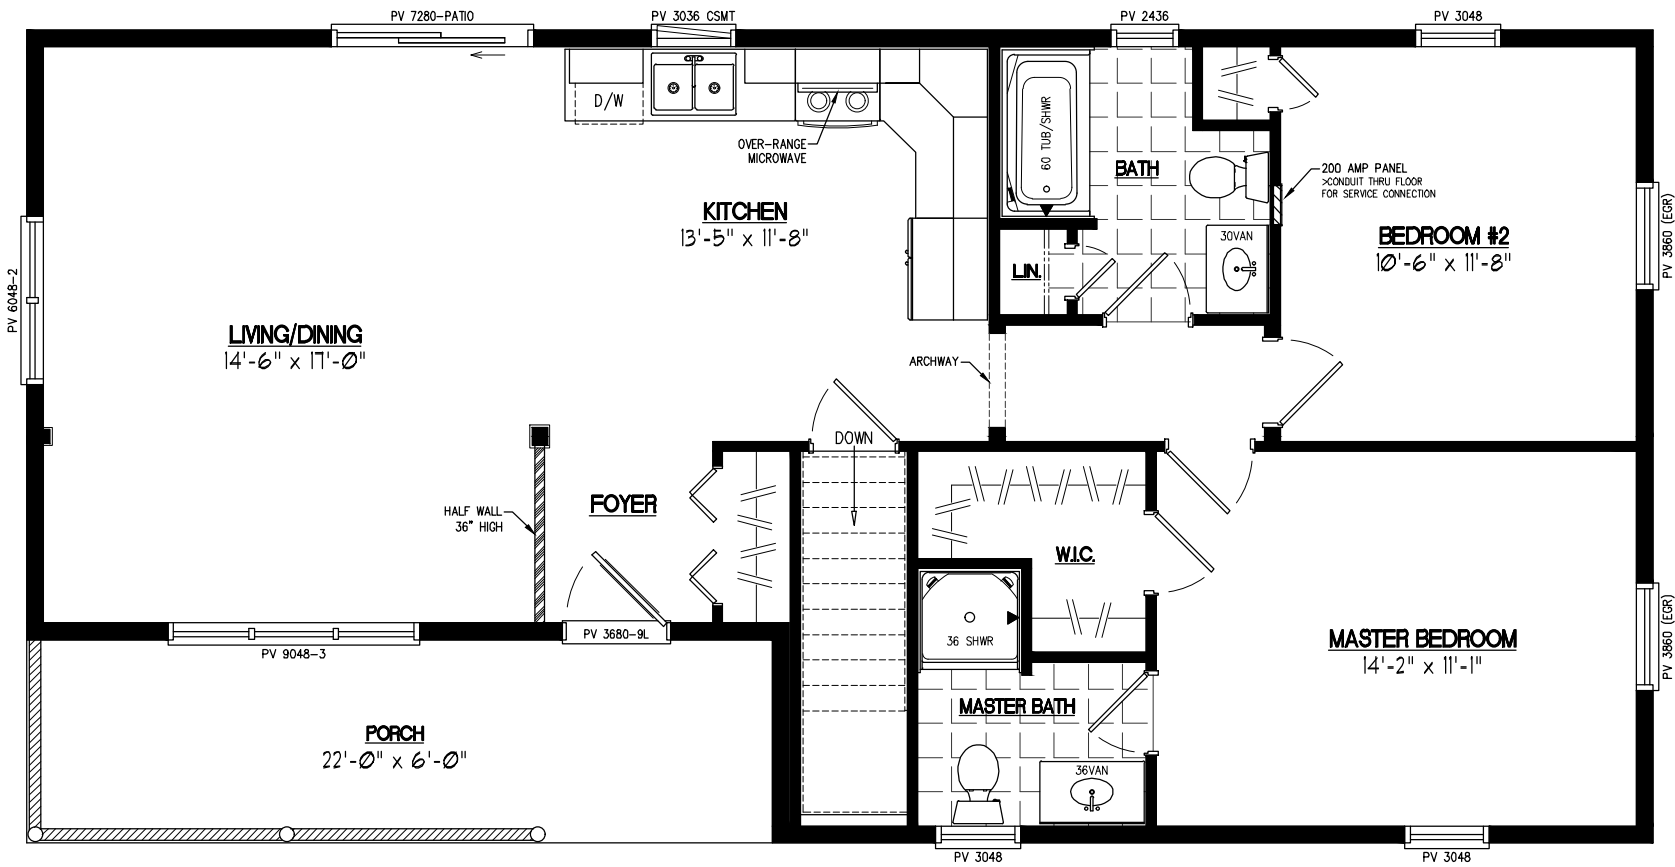 PV 7280-PATIO
PV 3036 CSMT
PV 2436
PV 3048
D/W
OVER-RANGE
MICROWAVE
60 TUB/SHWR
BATH
200 AMP PANEL
>CONDUIT THRU FLOOR
FOR SERVICE CONNECTION
KITCHEN
13'-5" x 11'-8"
30VAN
BEDROOM #2
10'-6" x 11'-8"
PV 3860 (EGR)
LIN.
PV 6048-2
LIVING/DINING
14'-6" x 17'-0"
ARCHWAY
DOWN
HALF WALL
36" HIGH
FOYER
W.I.C.
PV 3680-9L
36 SHWR
MASTER BEDROOM
14'-2" x 11'-1"
PV 3860 (EGR)
PV 9048-3
MASTER BATH
PORCH
22'-0" x 6'-0"
36VAN
PV 3048
PV 3048